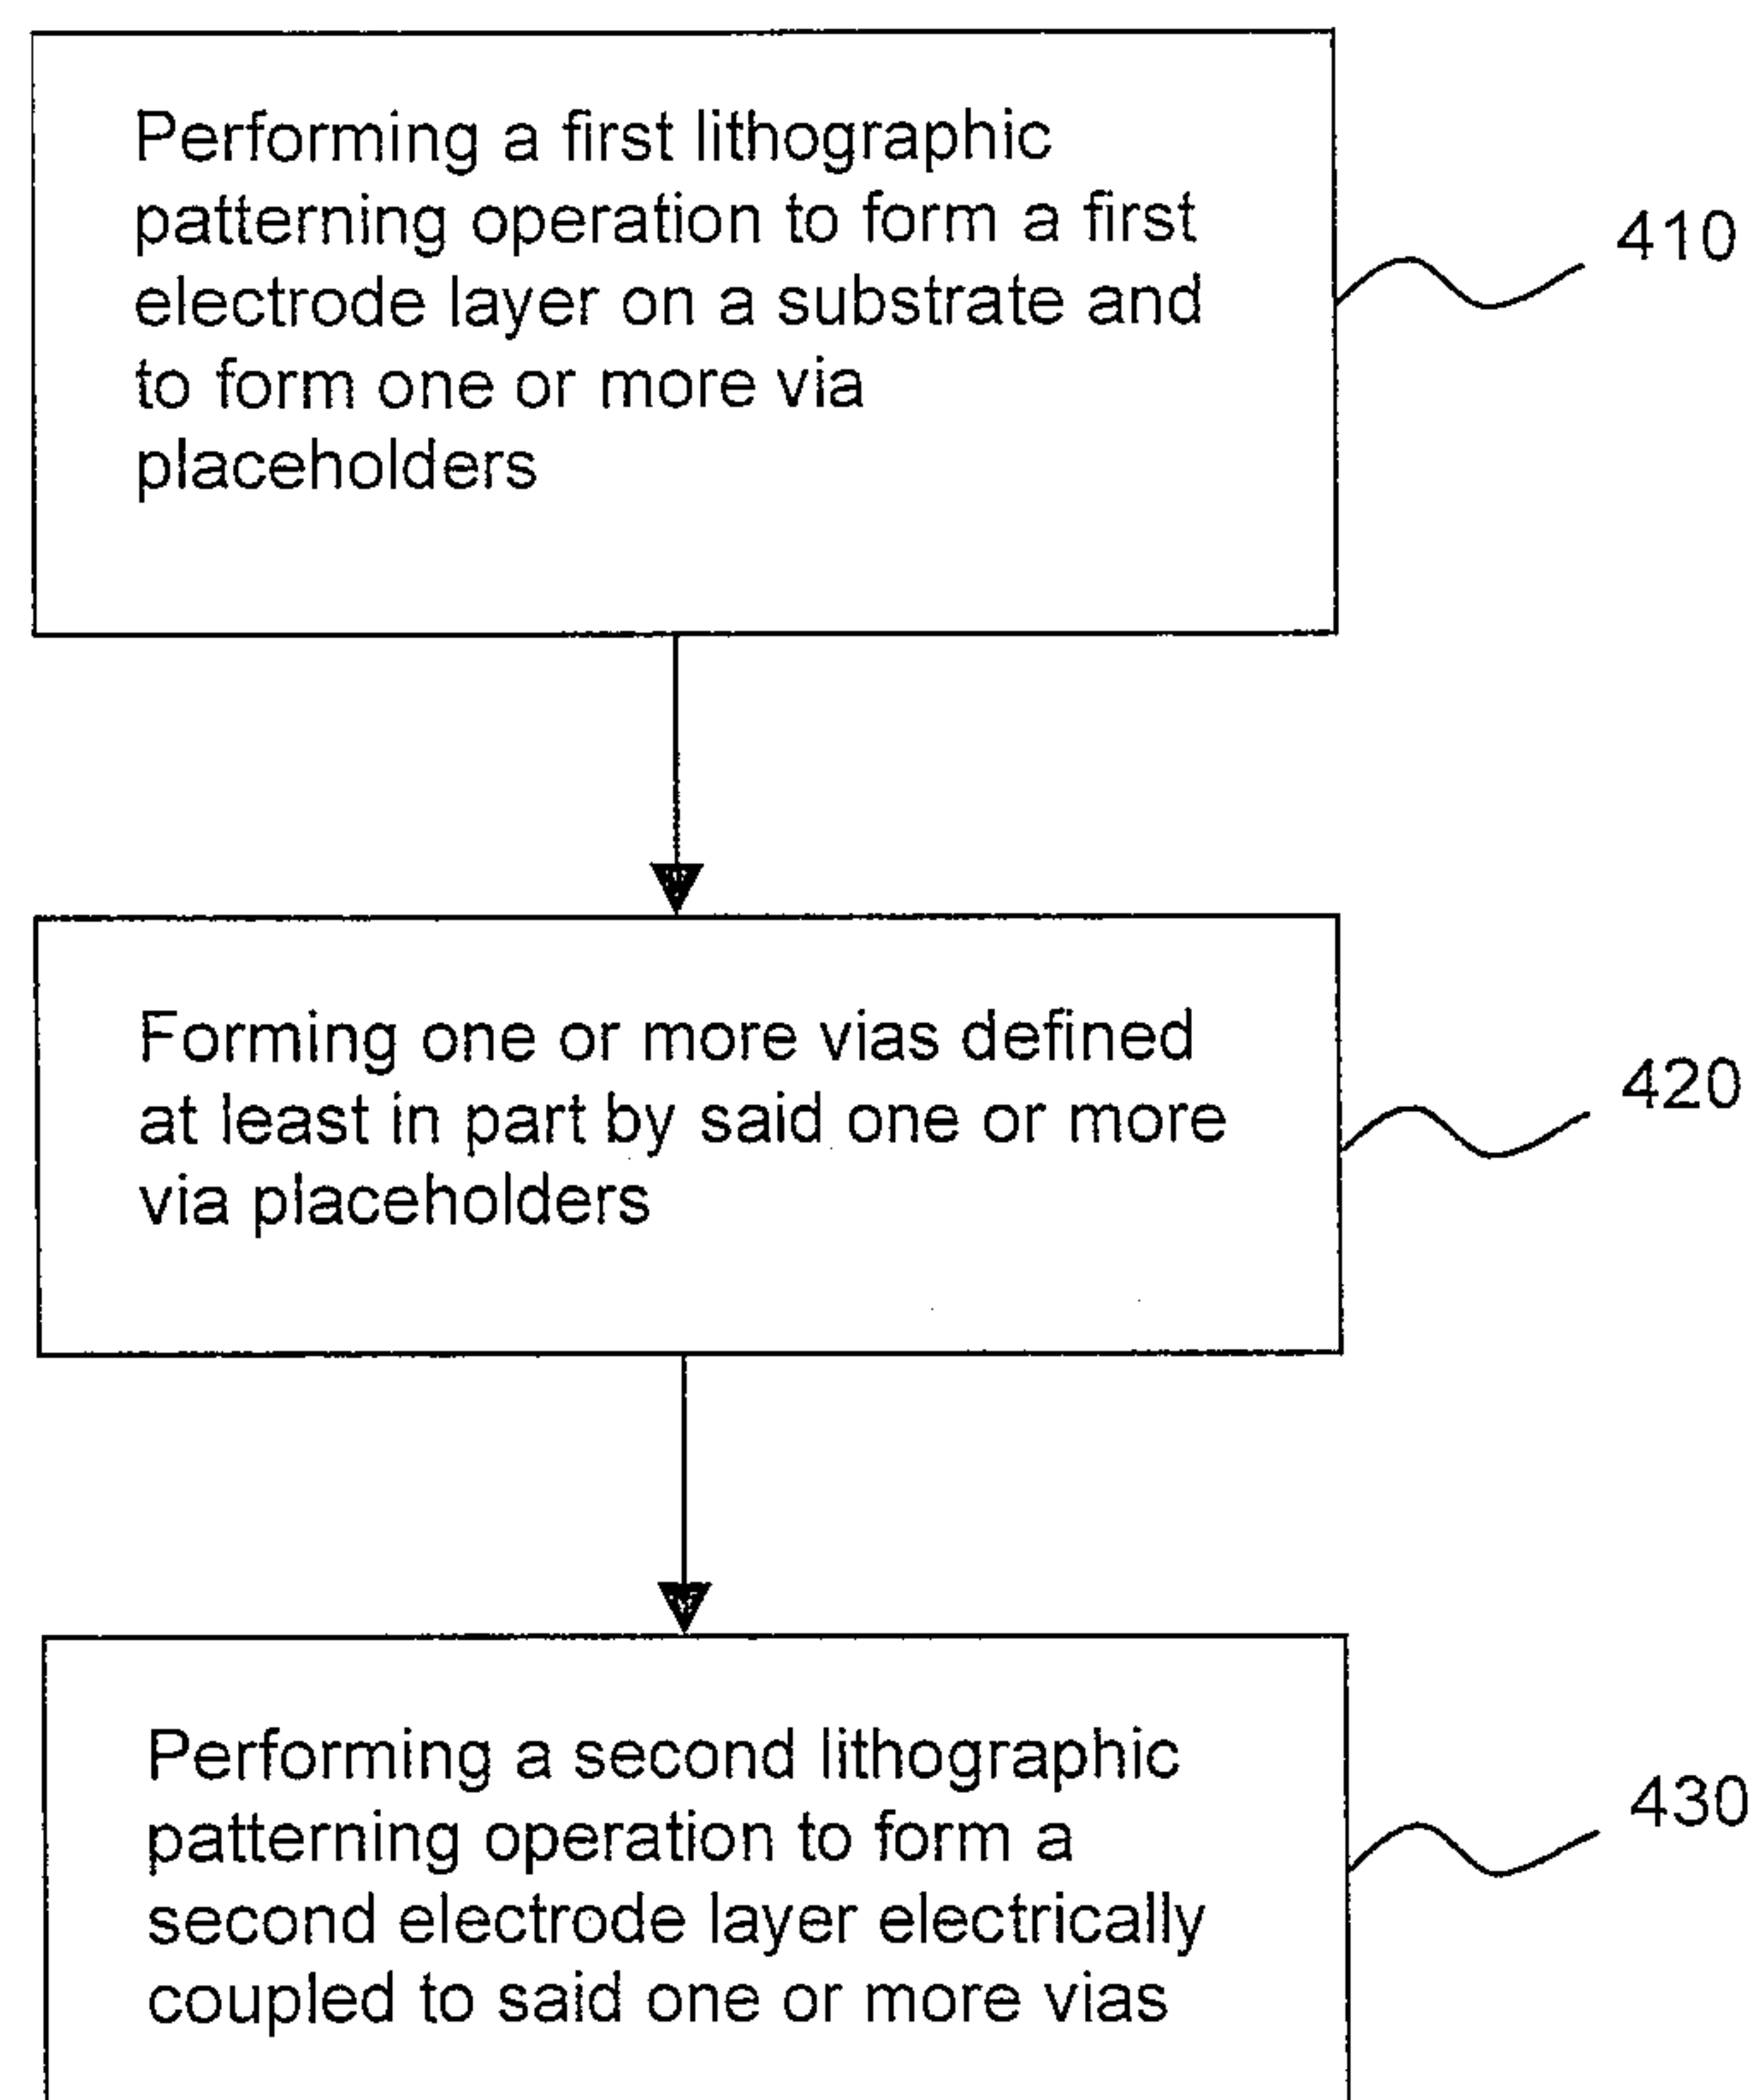 Performing a first lithographic
patterning operation to form a first
electrode layer on a substrate and
to form one or more via
placeholders
410
Forming one or more vias defined
at least in part by said one or more
via placeholders
420
Performing a second lithographic
patterning operation to form a
second electrode layer electrically
coupled to said one or more vias
430